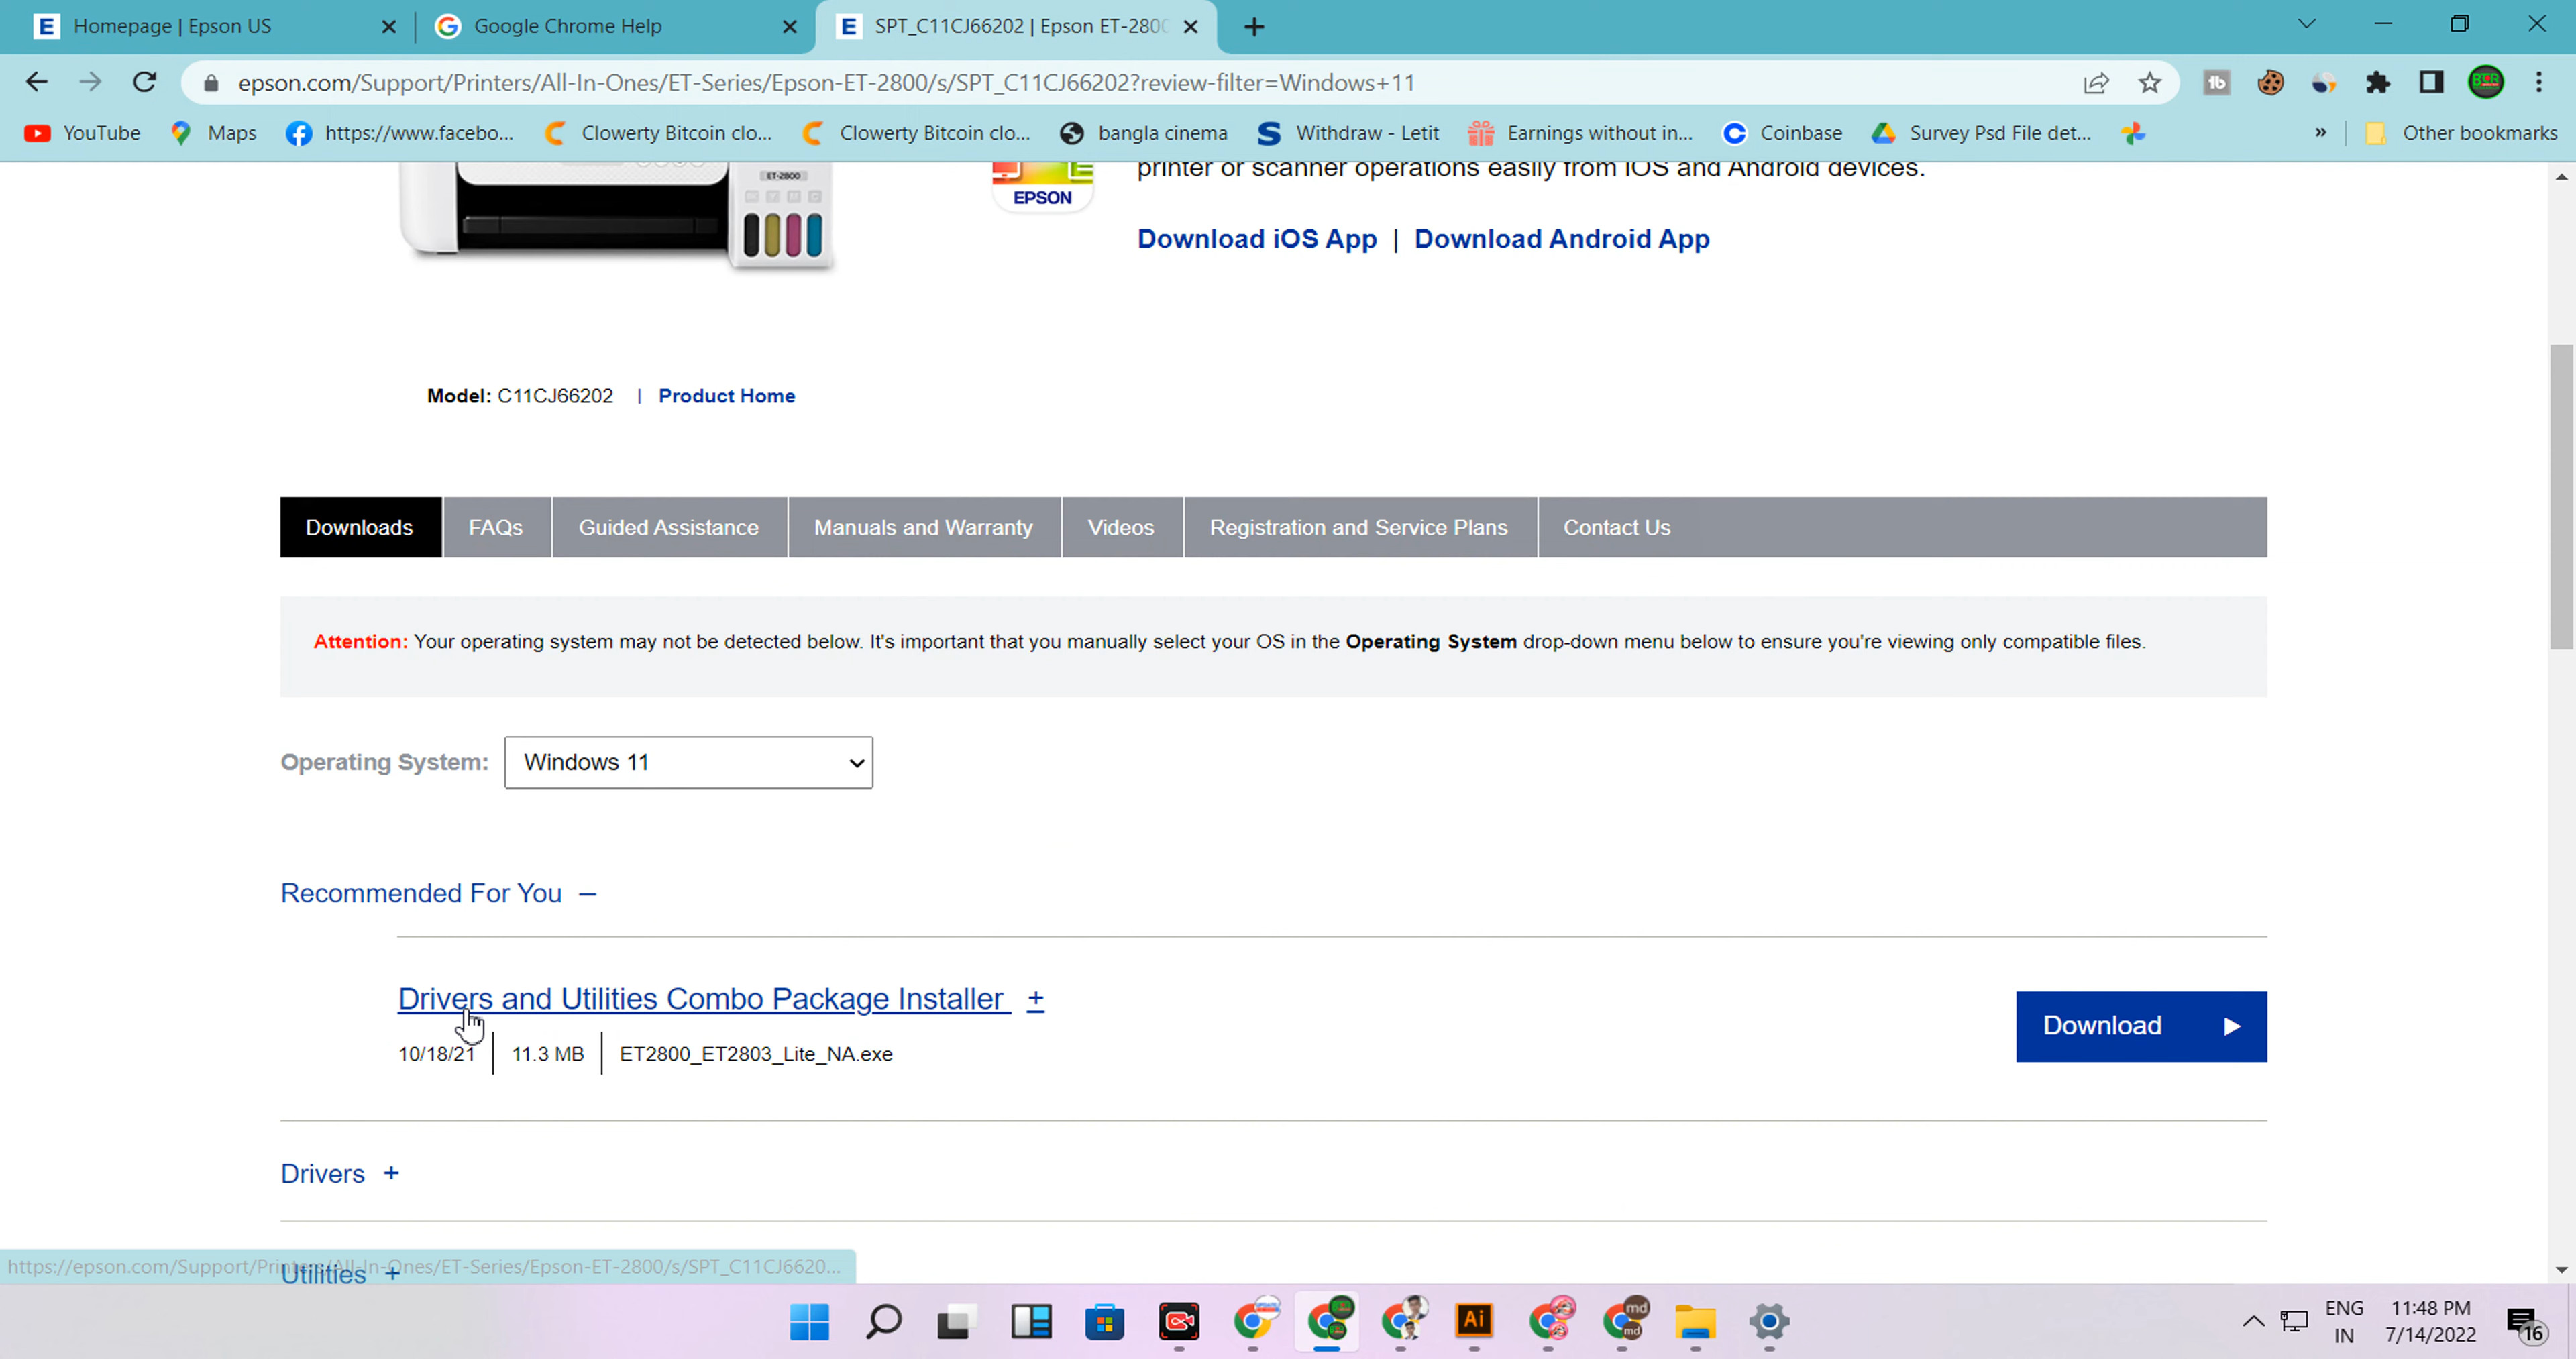 Homepage | Epson US
Google Chrome Help
SPT_C11CJ66202 | Epson ET-2800
epson.com/Support/Printers/All-In-Ones/ET-Series/Epson-ET-2800/s/SPT_C11CJ66202?review-filter=Windows+11
YouTube
Maps
https://www.facebo...
Clowerty Bitcoin clo...
Clowerty Bitcoin clo...
bangla cinema
Withdraw - Letit
Earnings without in...
Coinbase
Survey Psd File det...
»
Other bookmarks
ET-2800
EPSON
printer or scanner operations easily from iOS and Android devices.
Download iOS App | Download Android App
Model: C11CJ66202 | Product Home
Downloads
FAQs
Guided Assistance
Manuals and Warranty
Videos
Registration and Service Plans
Contact Us
Attention: Your operating system may not be detected below. It's important that you manually select your OS in the Operating System drop-down menu below to ensure you're viewing only compatible files.
Operating System: Windows 11
Recommended For You –
Drivers and Utilities Combo Package Installer +
10/18/21 | 11.3 MB | ET2800_ET2803_Lite_NA.exe
Download
Drivers +
https://epson.com/Support/Printers/All-In-Ones/ET-Series/Epson-ET-2800/s/SPT_C11CJ6620...
Utilities +
ENG
IN
11:48 PM
7/14/2022
16